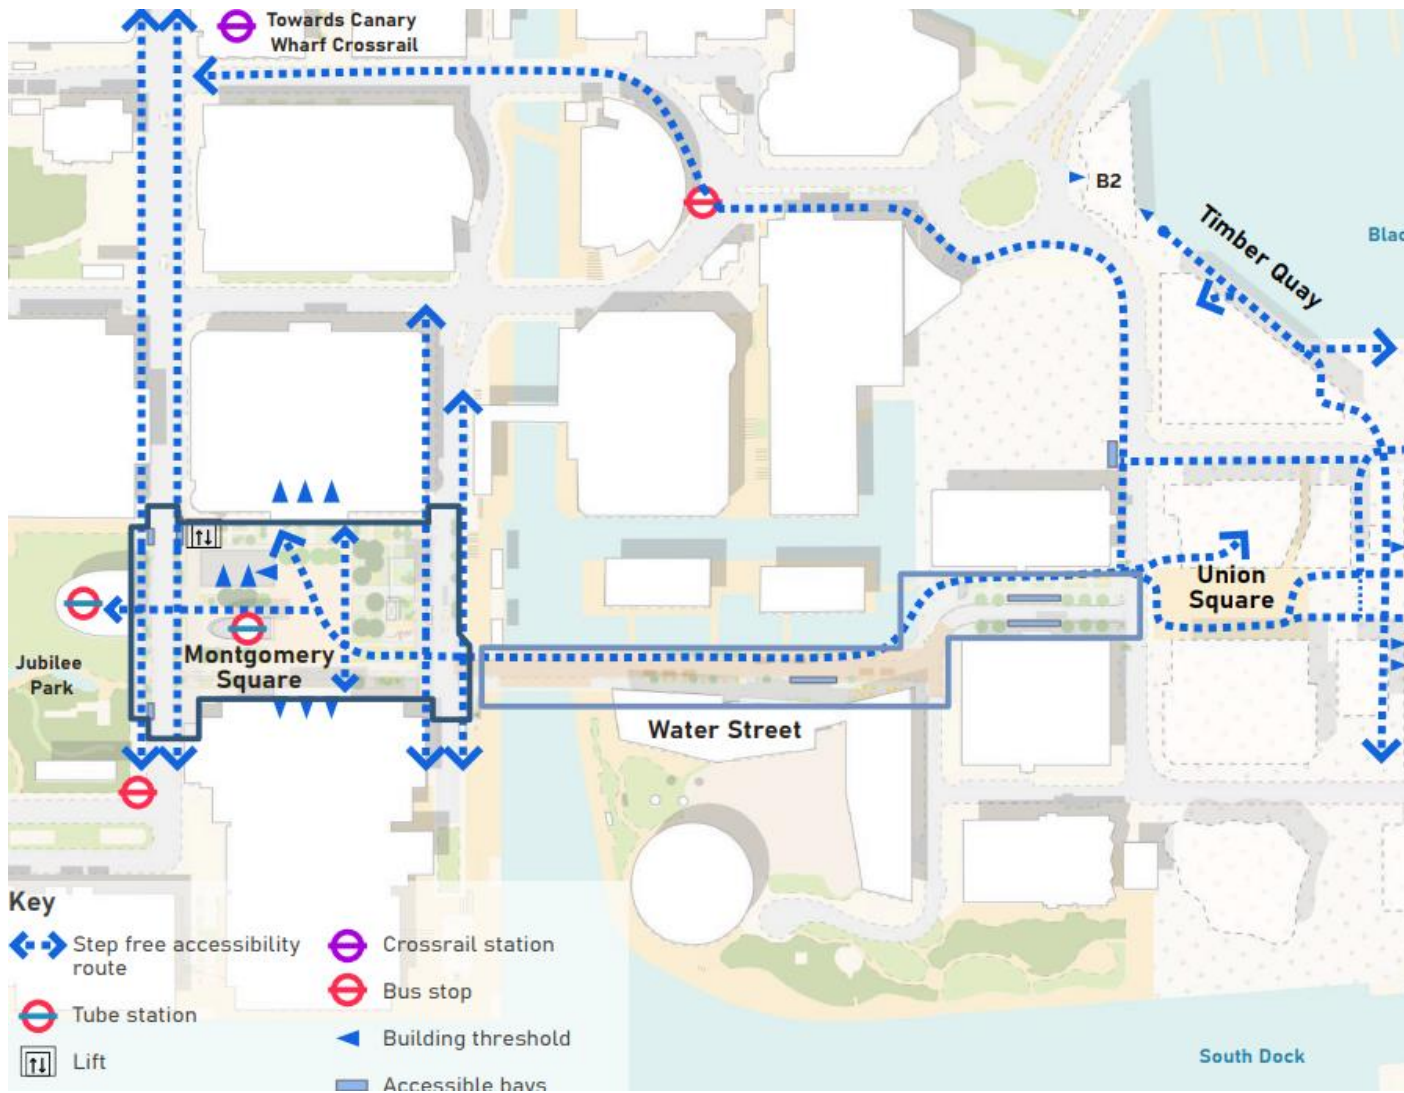 Towards Canary
Wharf Crossrail
B2
Timber Quay
Blac
Union
Square
Jubilee
Park
Montgomery
Square
Water Street
South Dock
Key
Step free accessibility
route
Tube station
Lift
Crossrail station
Bus stop
Building threshold
Accessible bays